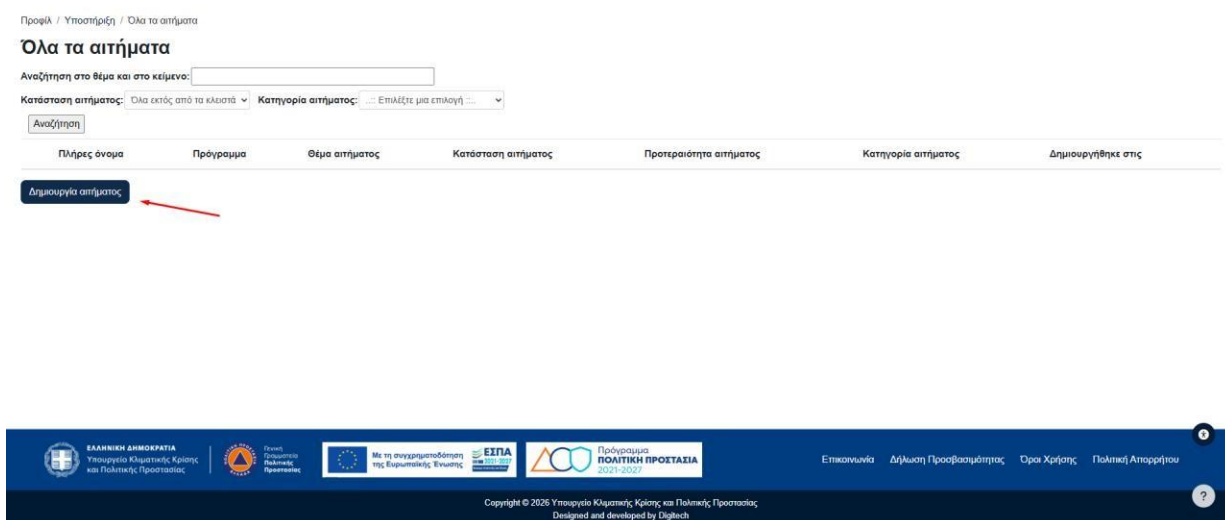 Προφίλ / Υποστήριξη / Όλα τα αιτήματα
Όλα τα αιτήματα
Αναζήτηση στο θέμα και στο κείμενο:
Κατάσταση αιτήματος: Όλα εκτός από τα κλειστά Κατηγορία αιτήματος: ..:: Επιλέξτε μια επιλογή ::..
Αναζήτηση
Πλήρες όνομα Πρόγραμμα Θέμα αιτήματος Κατάσταση αιτήματος Προτεραιότητα αιτήματος Κατηγορία αιτήματος Δημιουργήθηκε στις
Δημιουργία αιτήματος
ΕΛΛΗΝΙΚΗ ΔΗΜΟΚΡΑΤΙΑ
Υπουργείο Κλιματικής Κρίσης
και Πολιτικής Προστασίας
Γενική
Γραμματεία
Πολιτικής
Προστασίας
Με τη συγχρηματοδότηση
της Ευρωπαϊκής Ένωσης
ΕΣΠΑ
2021-2027
Πρόγραμμα
ΠΟΛΙΤΙΚΗ ΠΡΟΣΤΑΣΙΑ
2021-2027
Επικοινωνία Δήλωση Προσβασιμότητας Όροι Χρήσης Πολιτική Απορρήτου
?
Copyright © 2026 Υπουργείο Κλιματικής Κρίσης και Πολιτικής Προστασίας
Designed and developed by Digitech